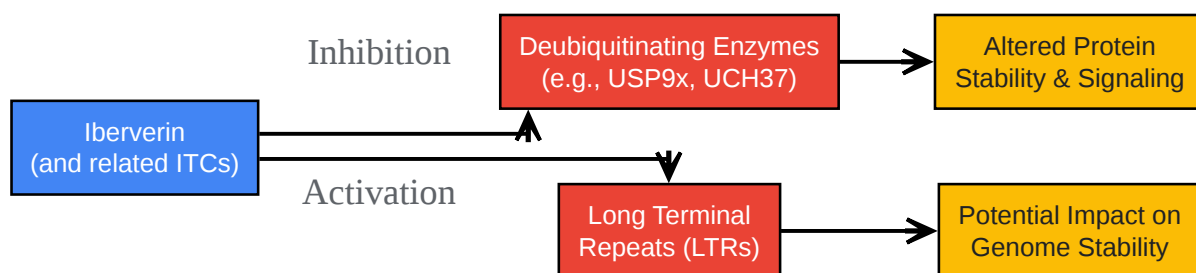 Inhibition
Deubiquitinating Enzymes
(e.g., USP9x, UCH37)
Altered Protein
Stability & Signaling
Iberverin
(and related ITCs)
Activation
Long Terminal
Repeats (LTRs)
Potential Impact on
Genome Stability